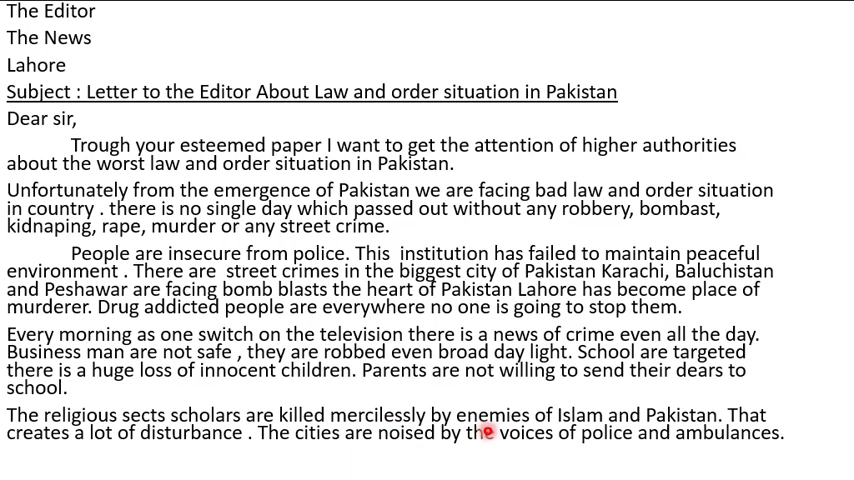 The Editor
The News
Lahore
Subject : Letter to the Editor About Law and order situation in Pakistan
Dear sir,
Trough your esteemed paper I want to get the attention of higher authorities
about the worst law and order situation in Pakistan.
Unfortunately from the emergence of Pakistan we are facing bad law and order situation
in country . there is no single day which passed out without any robbery, bombast,
kidnaping, rape, murder or any street crime.
People are insecure from police. This  institution has failed to maintain peaceful
environment . There are  street crimes in the biggest city of Pakistan Karachi, Baluchistan
and Peshawar are facing bomb blasts the heart of Pakistan Lahore has become place of
murderer. Drug addicted people are everywhere no one is going to stop them.
Every morning as one switch on the television there is a news of crime even all the day.
Business man are not safe , they are robbed even broad day light. School are targeted
there is a huge loss of innocent children. Parents are not willing to send their dears to
school.
The religious sects scholars are killed mercilessly by enemies of Islam and Pakistan. That
creates a lot of disturbance . The cities are noised by the voices of police and ambulances.